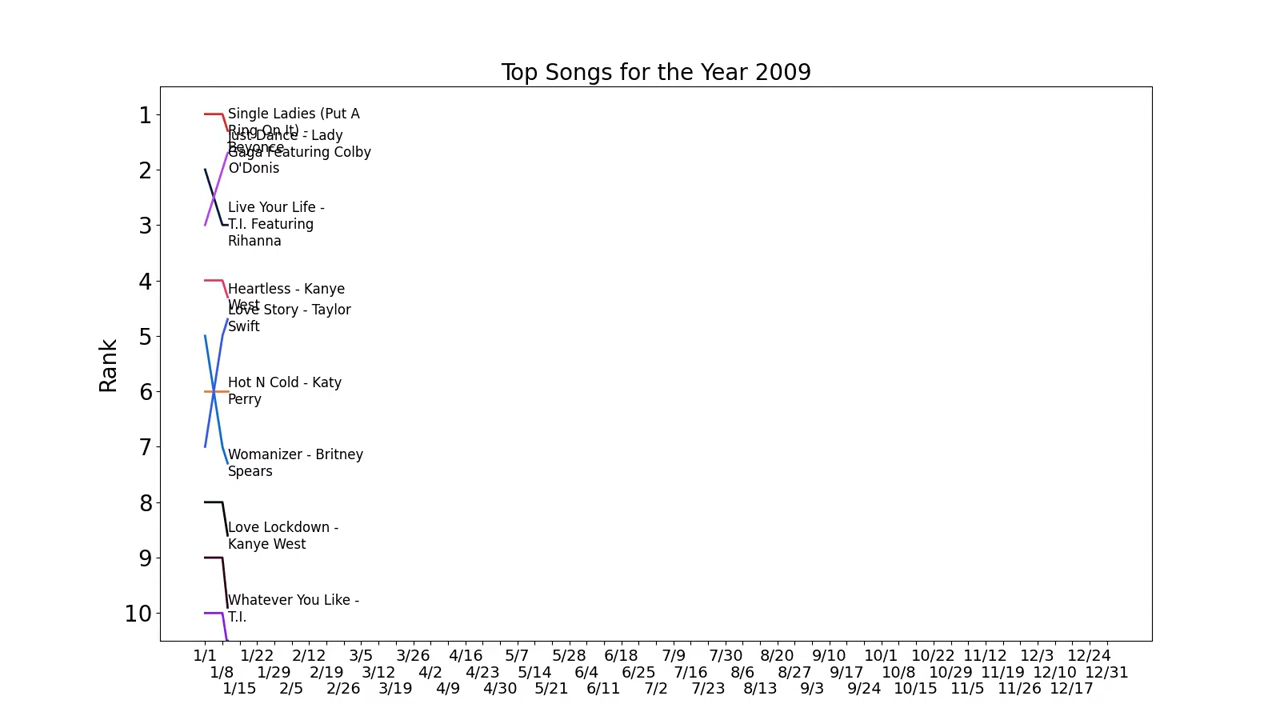 Top Songs for the Year 2009
Rank
1
2
3
4
5
6
7
8
9
10
Single Ladies (Put A
Ring On It) -
Beyonce
Just Dance - Lady
Gaga Featuring Colby
O'Donis
Live Your Life -
T.I. Featuring
Rihanna
Heartless - Kanye
West
Love Story - Taylor
Swift
Hot N Cold - Katy
Perry
Womanizer - Britney
Spears
Love Lockdown -
Kanye West
Whatever You Like -
T.I.
1/1 1/22 2/12 3/5 3/26 4/16 5/7 5/28 6/18 7/9 7/30 8/20 9/10 10/1 10/22 11/12 12/3 12/24
1/8 1/29 2/19 3/12 4/2 4/23 5/14 6/4 6/25 7/16 8/6 8/27 9/17 10/8 10/29 11/19 12/10 12/31
1/15 2/5 2/26 3/19 4/9 4/30 5/21 6/11 7/2 7/23 8/13 9/3 9/24 10/15 11/5 11/26 12/17